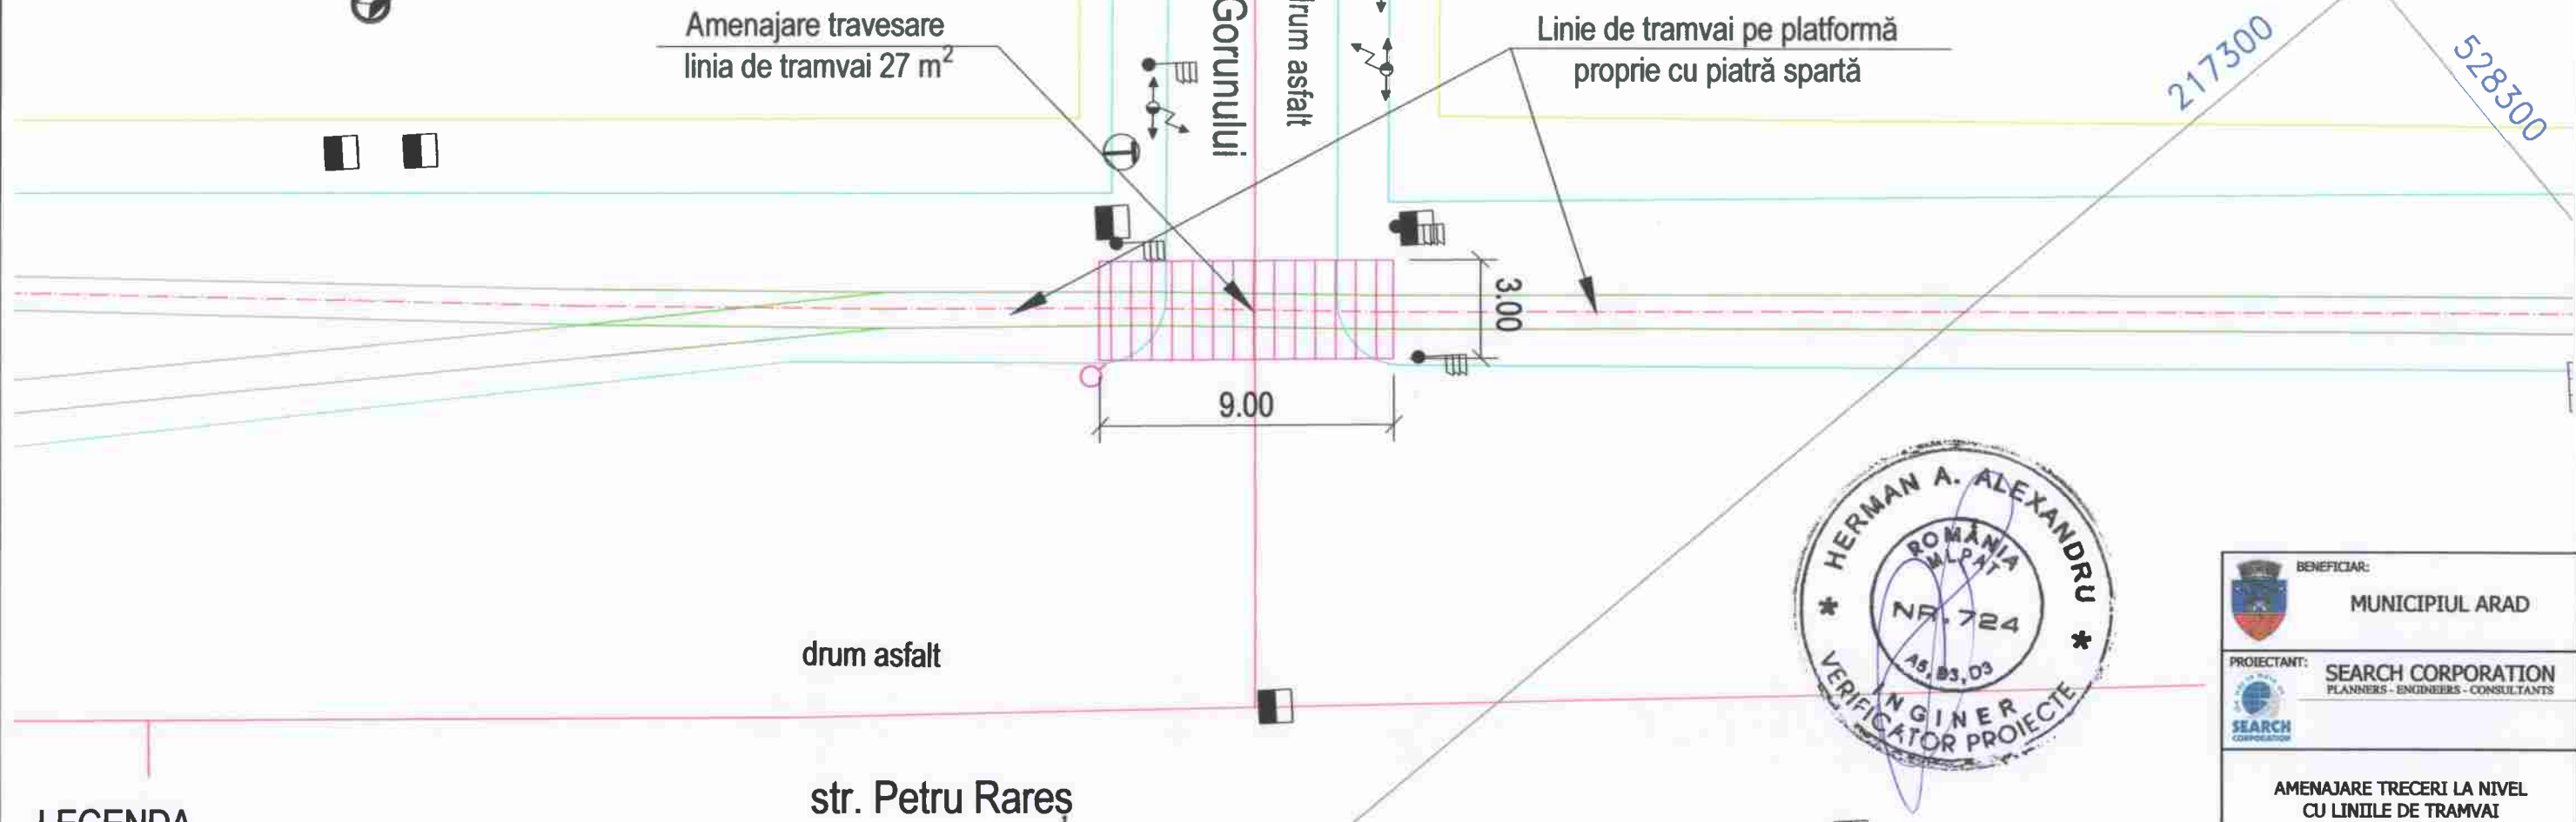 Amenajare travesare
linia de tramvai 27 m²
Gorunului
drum asfalt
Linie de tramvai pe platformă
proprie cu piatră spartă
217300
528300
3.00
9.00
drum asfalt
str. Petru Rareș
LEGENDA
* HERMAN A. ALEXANDRU *
ROMÂNIA
MLPAT
NR. 724
A5, B3, D3
INGINER
VERIFICATOR PROIECTE
BENEFICIAR:
MUNICIPIUL ARAD
PROIECTANT:
SEARCH CORPORATION
PLANNERS - ENGINEERS - CONSULTANTS
SEARCH
CORPORATION
AMENAJARE TRECERI LA NIVEL
CU LINIILE DE TRAMVAI